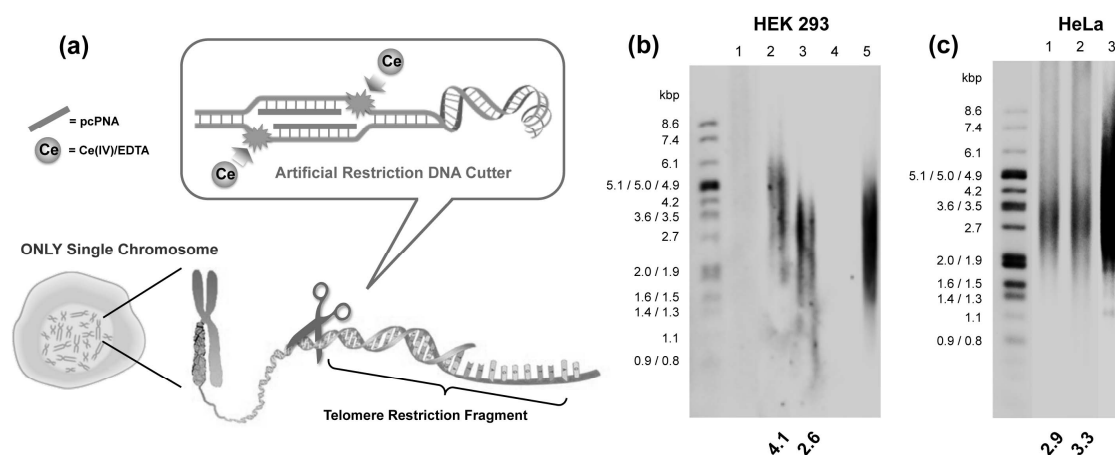 (a)
Ce
Ce
Artificial Restriction DNA Cutter
= pcPNA
Ce = Ce(IV)/EDTA
ONLY Single Chromosome
Telomere Restriction Fragment
(b)
HEK 293
1 2 3 4 5
kbp
8.6
7.4
6.1
5.1 / 5.0 / 4.9
4.2
3.6 / 3.5
2.7
2.0 / 1.9
1.6 / 1.5
1.4 / 1.3
1.1
0.9 / 0.8
4.1 2.6
(c)
HeLa
1 2 3
kbp
8.6
7.4
6.1
5.1 / 5.0 / 4.9
4.2
3.6 / 3.5
2.7
2.0 / 1.9
1.6 / 1.5
1.4 / 1.3
1.1
0.9 / 0.8
2.9 3.3